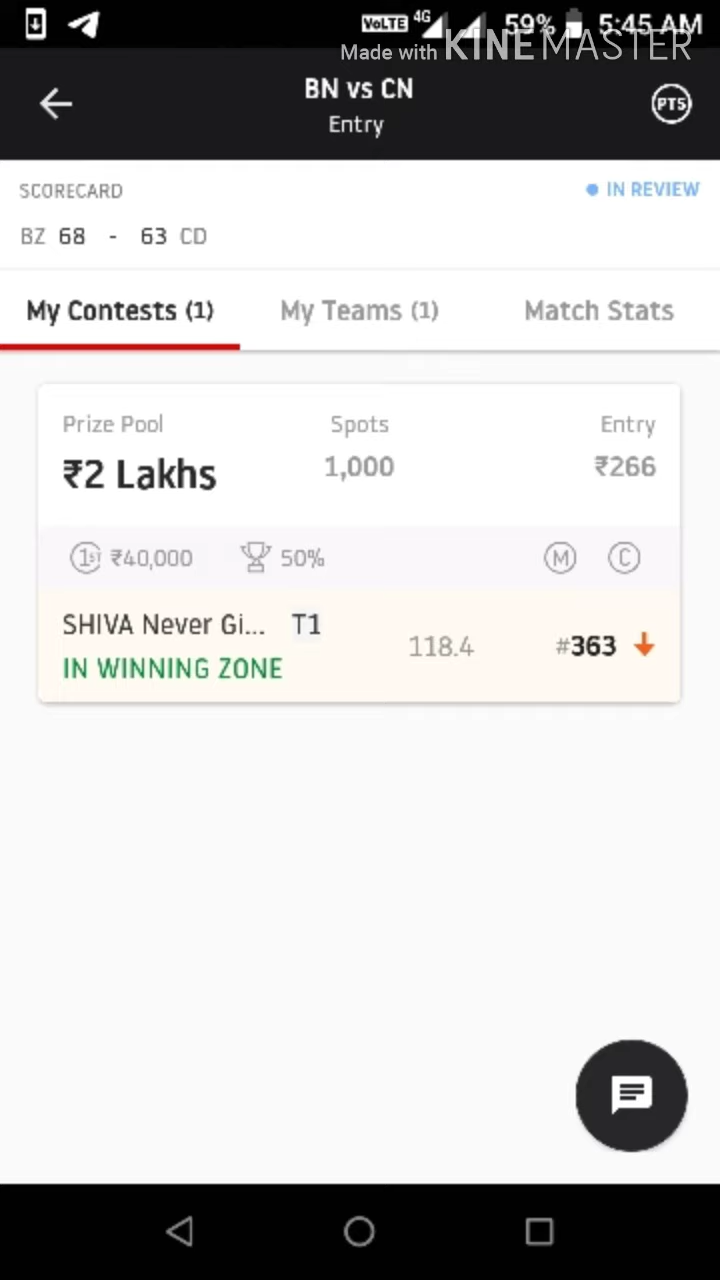 VoLTE 4G 59% 5:45 AM
Made with KINEMASTER
BN vs CN
Entry
PTS
SCORECARD
IN REVIEW
BZ 68 - 63 CD
My Contests (1) My Teams (1) Match Stats
Prize Pool Spots Entry
₹2 Lakhs 1,000 ₹266
1ST ₹40,000 50% M C
SHIVA Never Gi... T1
118.4 #363
IN WINNING ZONE